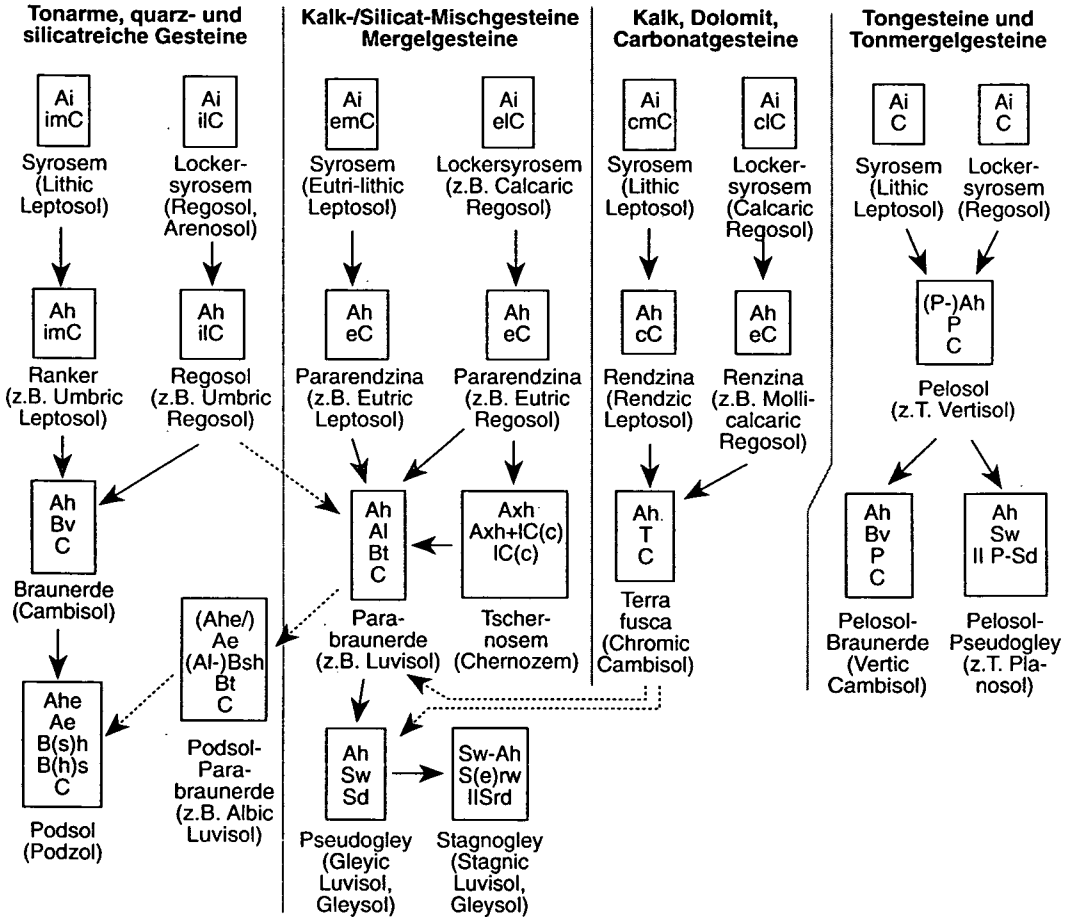 Tonarme, quarz- und
silicatreiche Gesteine
Ai
imC
Syrosem
(Lithic
Leptosol)
Ai
ilC
Locker-
syrosem
(Regosol,
Arenosol)
Ah
imC
Ranker
(z.B. Umbric
Leptosol)
Ah
ilC
Regosol
(z.B. Umbric
Regosol)
Ah
Bv
C
Braunerde
(Cambisol)
(Ahe/)
Ae
(Al-)Bsh
Bt
C
Podsol-
Para-
braunerde
(z.B. Albic
Luvisol)
Ahe
Ae
B(s)h
B(h)s
C
Podsol
(Podzol)
Kalk-/Silicat-Mischgesteine
Mergelgesteine
Ai
emC
Syrosem
(Eutri-lithic
Leptosol)
Ai
elC
Lockersyrosem
(z.B. Calcaric
Regosol)
Ah
eC
Pararendzina
(z.B. Eutric
Leptosol)
Ah
eC
Pararendzina
(z.B. Eutric
Regosol)
Ah
Al
Bt
C
Para-
braunerde
(z.B. Luvisol)
Axh
Axh+lC(c)
lC(c)
Tscher-
nosem
(Chernozem)
Ah
Sw
Sd
Pseudogley
(Gleyic
Luvisol,
Gleysol)
Sw-Ah
S(e)rw
IISrd
Stagnogley
(Stagnic
Luvisol,
Gleysol)
Kalk, Dolomit,
Carbonatgesteine
Ai
cmC
Syrosem
(Lithic
Leptosol)
Ai
clC
Locker-
syrosem
(Calcaric
Regosol)
Ah
cC
Rendzina
(Rendzic
Leptosol)
Ah
eC
Renzina
(z.B. Molli-
calcaric
Regosol)
Ah.
T
C
Terra
fusca
(Chromic
Cambisol)
Tongesteine und
Tonmergelgesteine
Ai
C
Syrosem
(Lithic
Leptosol)
Ai
C
Locker-
syrosem
(Regosol)
(P-)Ah
P
C
Pelosol
(z.T. Vertisol)
Ah
Bv
P
C
Pelosol-
Braunerde
(Vertic
Cambisol)
Ah
Sw
II P-Sd
Pelosol-
Pseudogley
(z.T. Pla-
nosol)